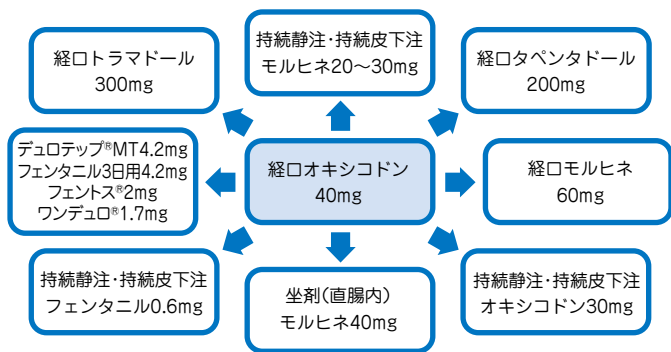 経口トラマドール
300mg
持続静注・持続皮下注
モルヒネ20〜30mg
経口タペンタドール
200mg
デュロテップ®MT4.2mg
フェンタニル3日用4.2mg
フェントス®2mg
ワンデュロ®1.7mg
経口オキシコドン
40mg
経口モルヒネ
60mg
持続静注・持続皮下注
フェンタニル0.6mg
坐剤(直腸内)
モルヒネ40mg
持続静注・持続皮下注
オキシコドン30mg